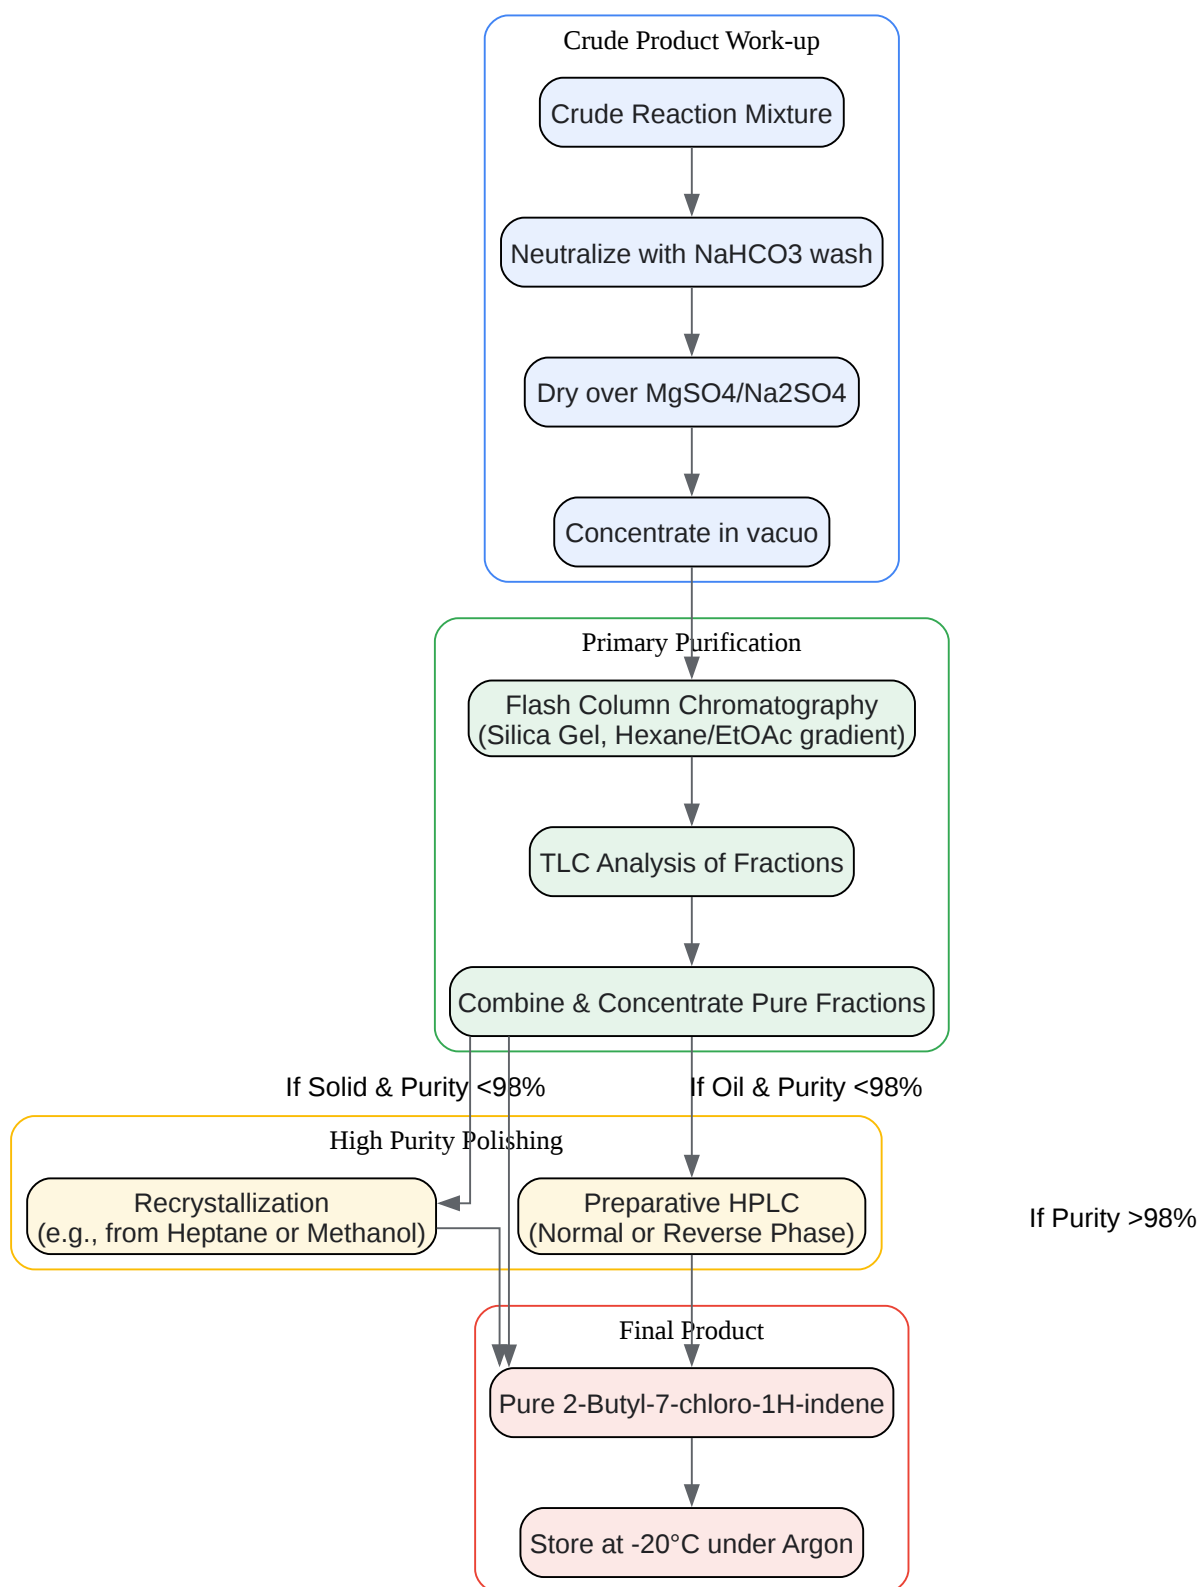 Crude Product Work-up
Crude Reaction Mixture
Neutralize with NaHCO3 wash
Dry over MgSO4/Na2SO4
Concentrate in vacuo
Primary Purification
Flash Column Chromatography
(Silica Gel, Hexane/EtOAc gradient)
TLC Analysis of Fractions
Combine & Concentrate Pure Fractions
If Solid & Purity <98%
If Oil & Purity <98%
High Purity Polishing
Recrystallization
(e.g., from Heptane or Methanol)
Preparative HPLC
(Normal or Reverse Phase)
If Purity >98%
Final Product
Pure 2-Butyl-7-chloro-1H-indene
Store at -20°C under Argon